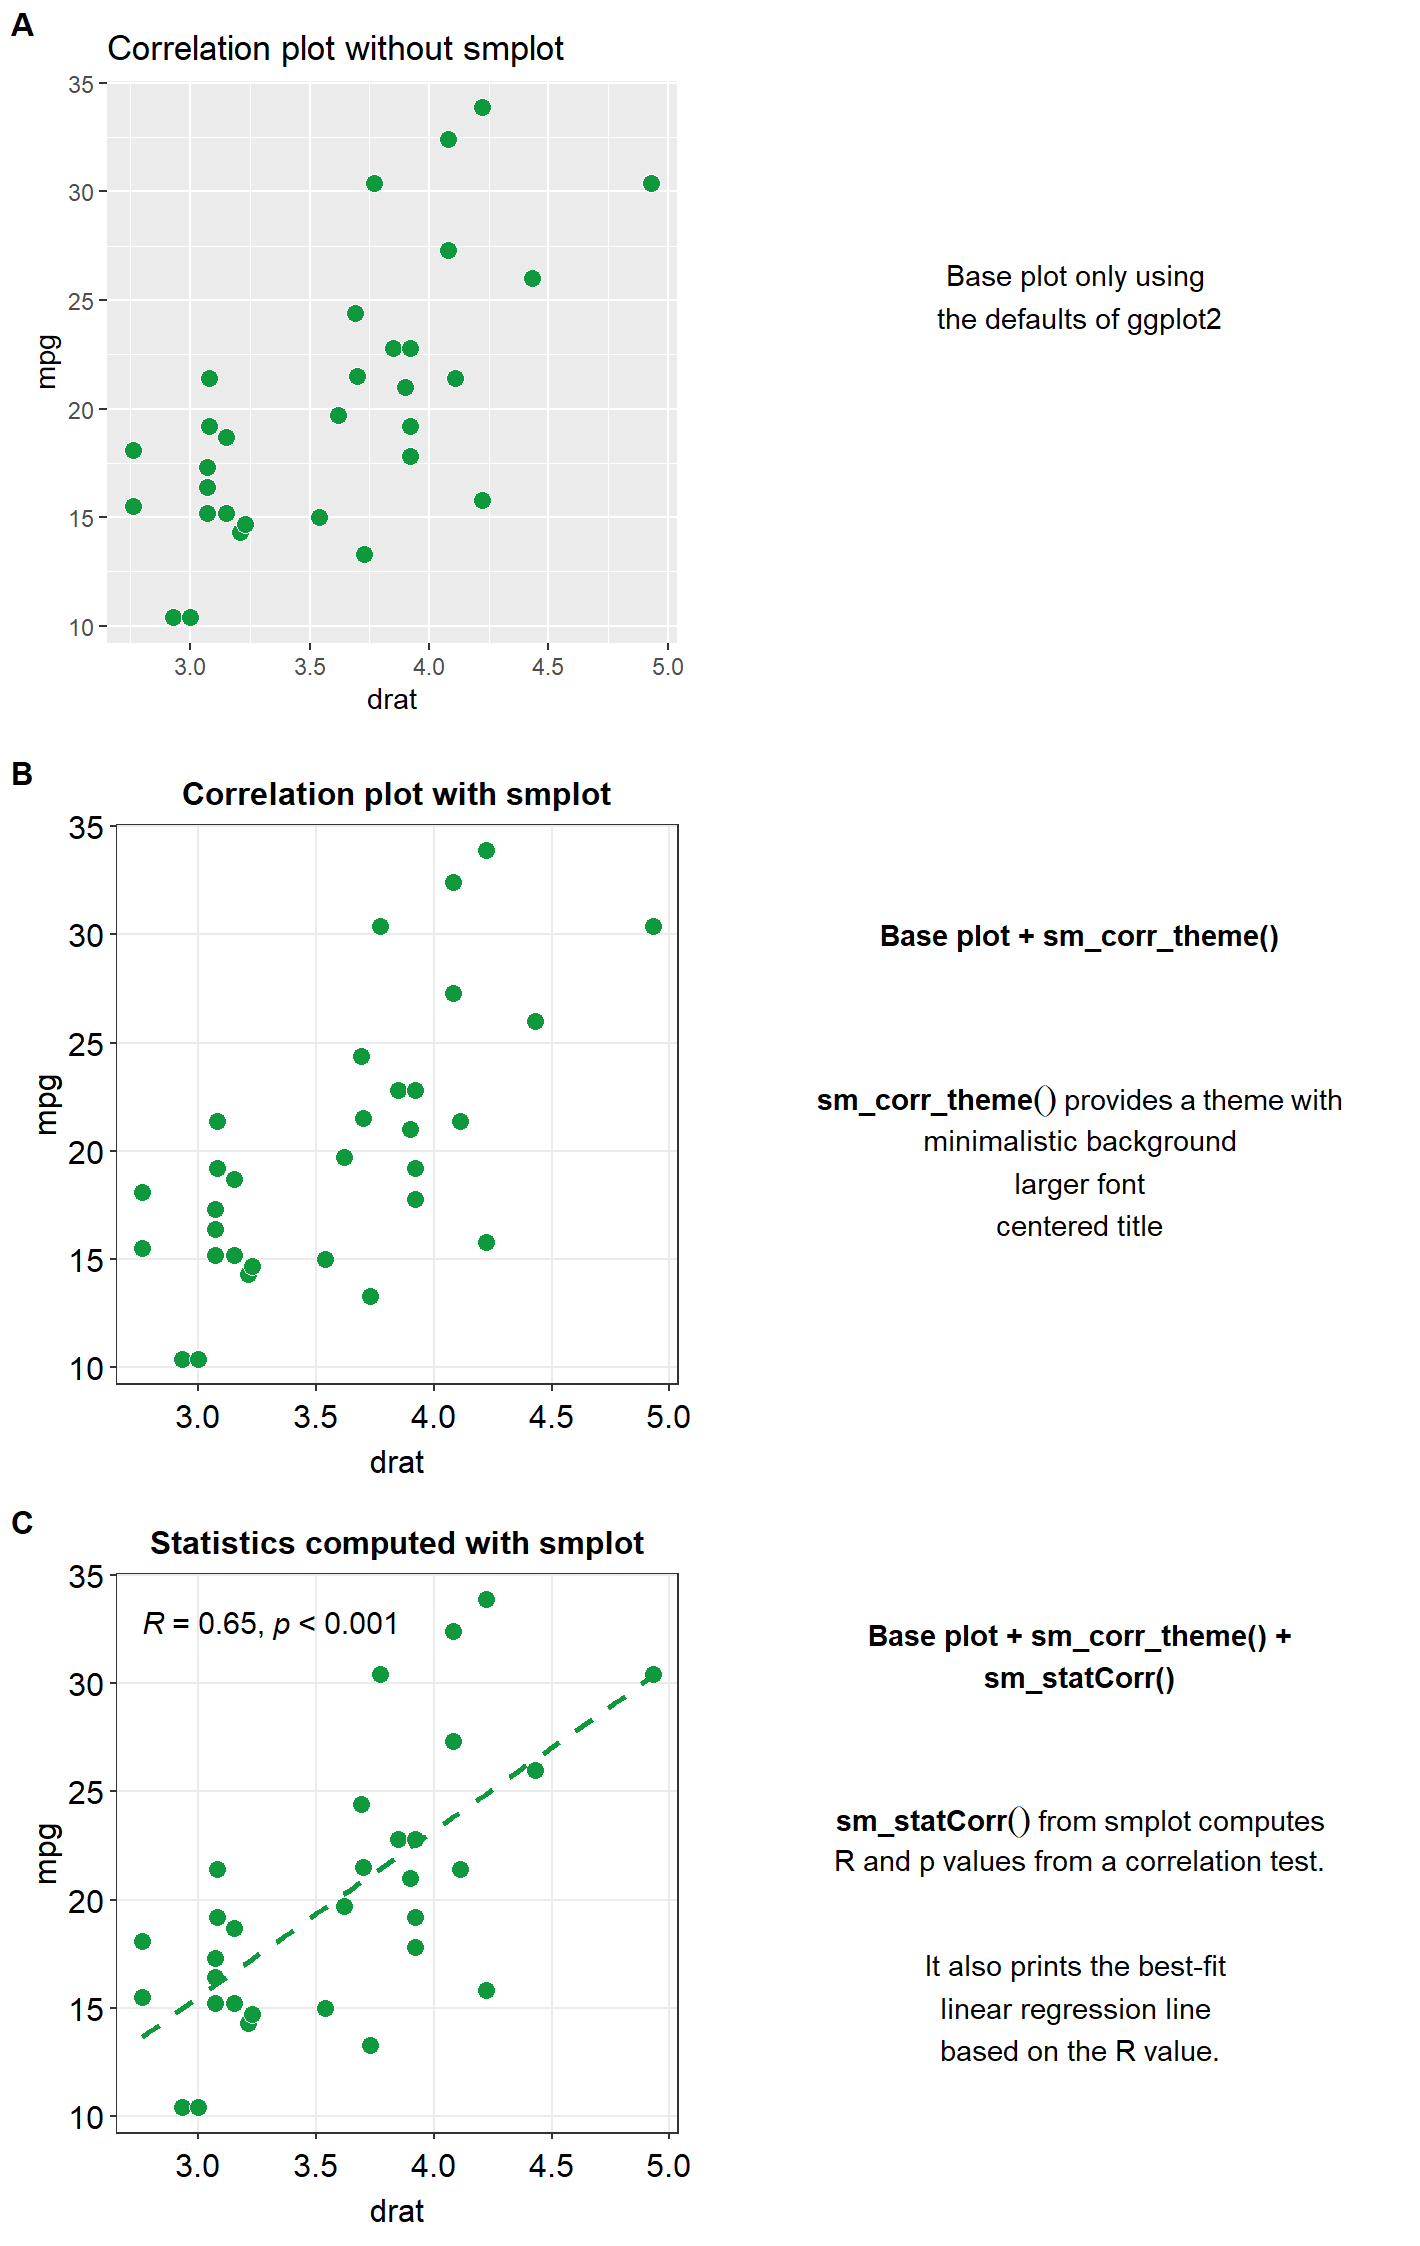 A
Correlation plot without smplot
35
30
25
20
15
10
mpg
3.0 3.5 4.0 4.5 5.0
drat
Base plot only using
the defaults of ggplot2
B
Correlation plot with smplot
35
30
25
20
15
10
mpg
3.0 3.5 4.0 4.5 5.0
drat
Base plot + sm_corr_theme()
sm_corr_theme() provides a theme with
minimalistic background
larger font
centered title
C
Statistics computed with smplot
R = 0.65, p < 0.001
35
30
25
20
15
10
mpg
3.0 3.5 4.0 4.5 5.0
drat
Base plot + sm_corr_theme() +
sm_statCorr()
sm_statCorr() from smplot computes
R and p values from a correlation test.
It also prints the best-fit
linear regression line
based on the R value.